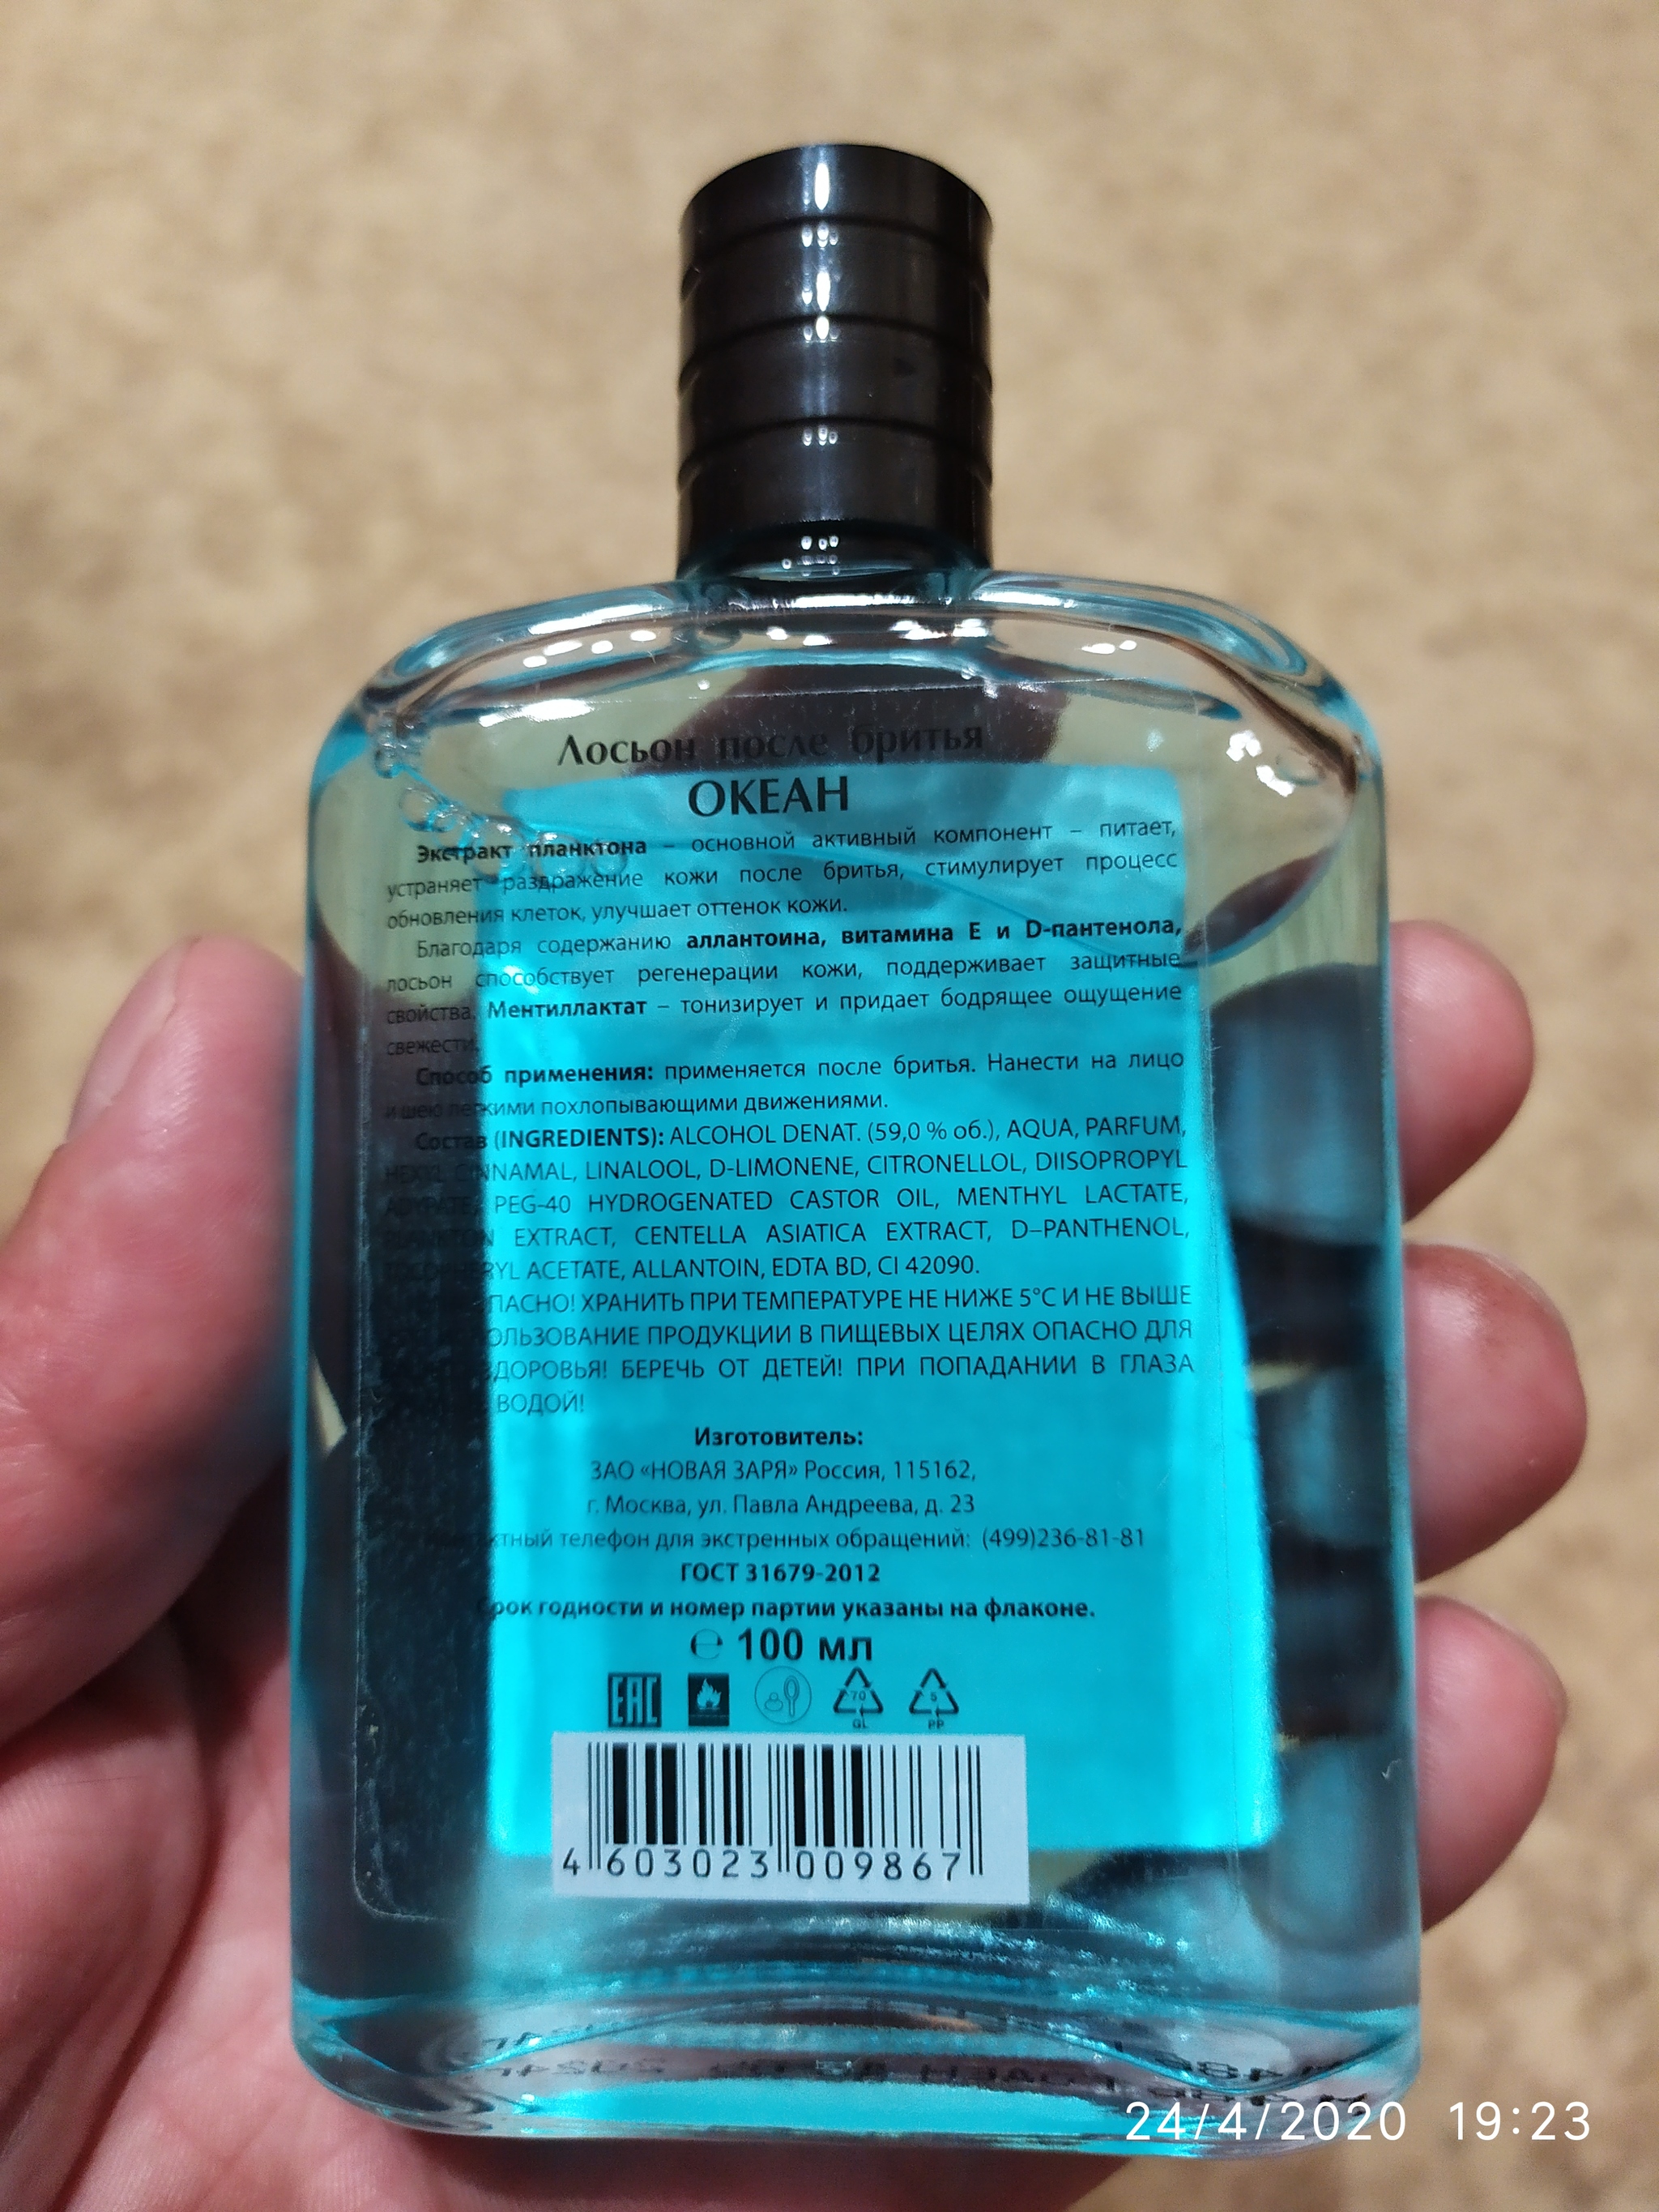 Лосьон после бритья
ОКЕАН
Экстракт планктона – основной активный компонент – питает,
устраняет раздражение кожи после бритья, стимулирует процесс
обновления клеток, улучшает оттенок кожи.
Благодаря содержанию аллантоина, витамина Е и D-пантенола,
лосьон способствует регенерации кожи, поддерживает защитные
свойства. Ментиллактат – тонизирует и придает бодрящее ощущение
свежести.
Способ применения: применяется после бритья. Нанести на лицо
и шею легкими похлопывающими движениями.
Состав (INGREDIENTS): ALCOHOL DENAT. (59,0 % об.), AQUA, PARFUM,
HEXYL CINNAMAL, LINALOOL, D-LIMONENE, CITRONELLOL, DIISOPROPYL
PEG-40 HYDROGENATED CASTOR OIL, MENTHYL LACTATE,
PLANKTON EXTRACT, CENTELLA ASIATICA EXTRACT, D–PANTHENOL,
TOCOPHERYL ACETATE, ALLANTOIN, EDTA BD, CI 42090.
ХРАНИТЬ ПРИ ТЕМПЕРАТУРЕ НЕ НИЖЕ 5°С И НЕ ВЫШЕ
ПРОДУКЦИИ В ПИЩЕВЫХ ЦЕЛЯХ ОПАСНО ДЛЯ
БЕРЕЧЬ ОТ ДЕТЕЙ! ПРИ ПОПАДАНИИ В ГЛАЗА
ВОДОЙ!
Изготовитель:
ЗАО «НОВАЯ ЗАРЯ» Россия, 115162,
г. Москва, ул. Павла Андреева, д. 23
телефон для экстренных обращений: (499)236-81-81
ГОСТ 31679-2012
Срок годности и номер партии указаны на флаконе.
℮ 100 мл
EAC
70 5
GL PP
4 603023 009867
24/4/2020 19:23